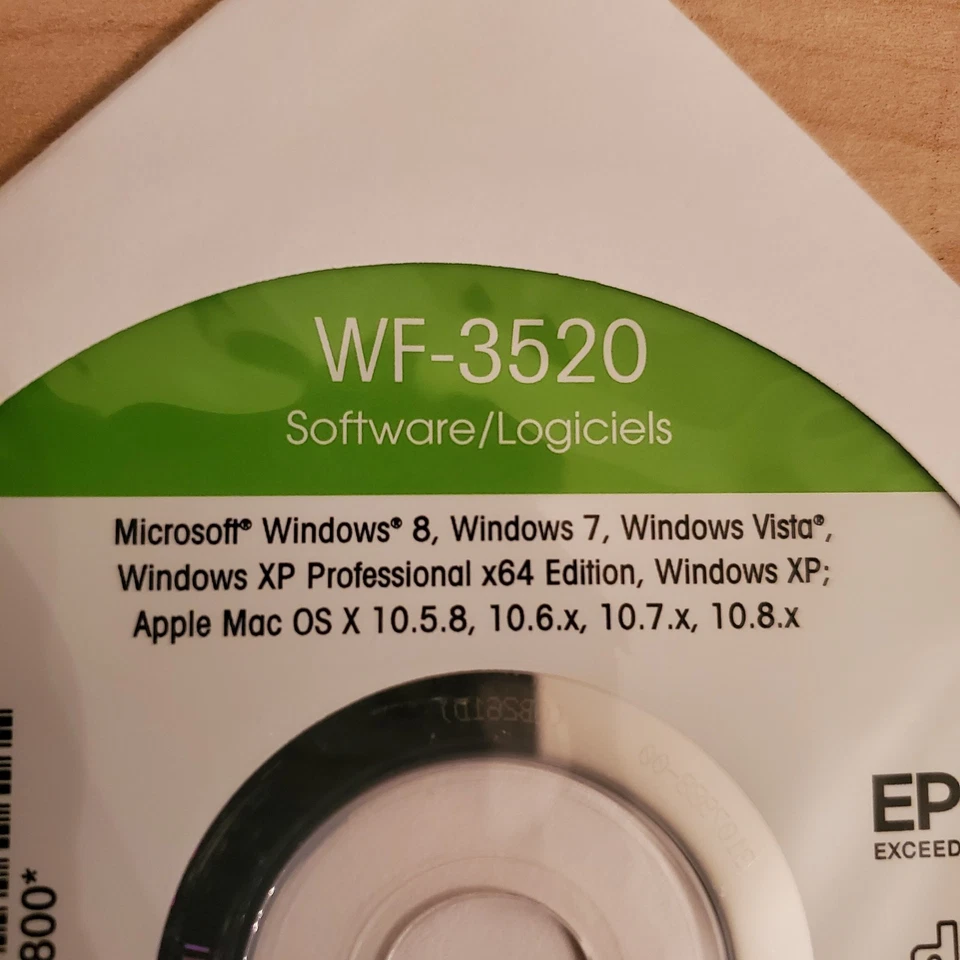 WF-3520
Software/Logiciels
Microsoft® Windows® 8, Windows 7, Windows Vista®,
Windows XP Professional x64 Edition, Windows XP;
Apple Mac OS X 10.5.8, 10.6.x, 10.7.x, 10.8.x
EP
EXCEED
800*